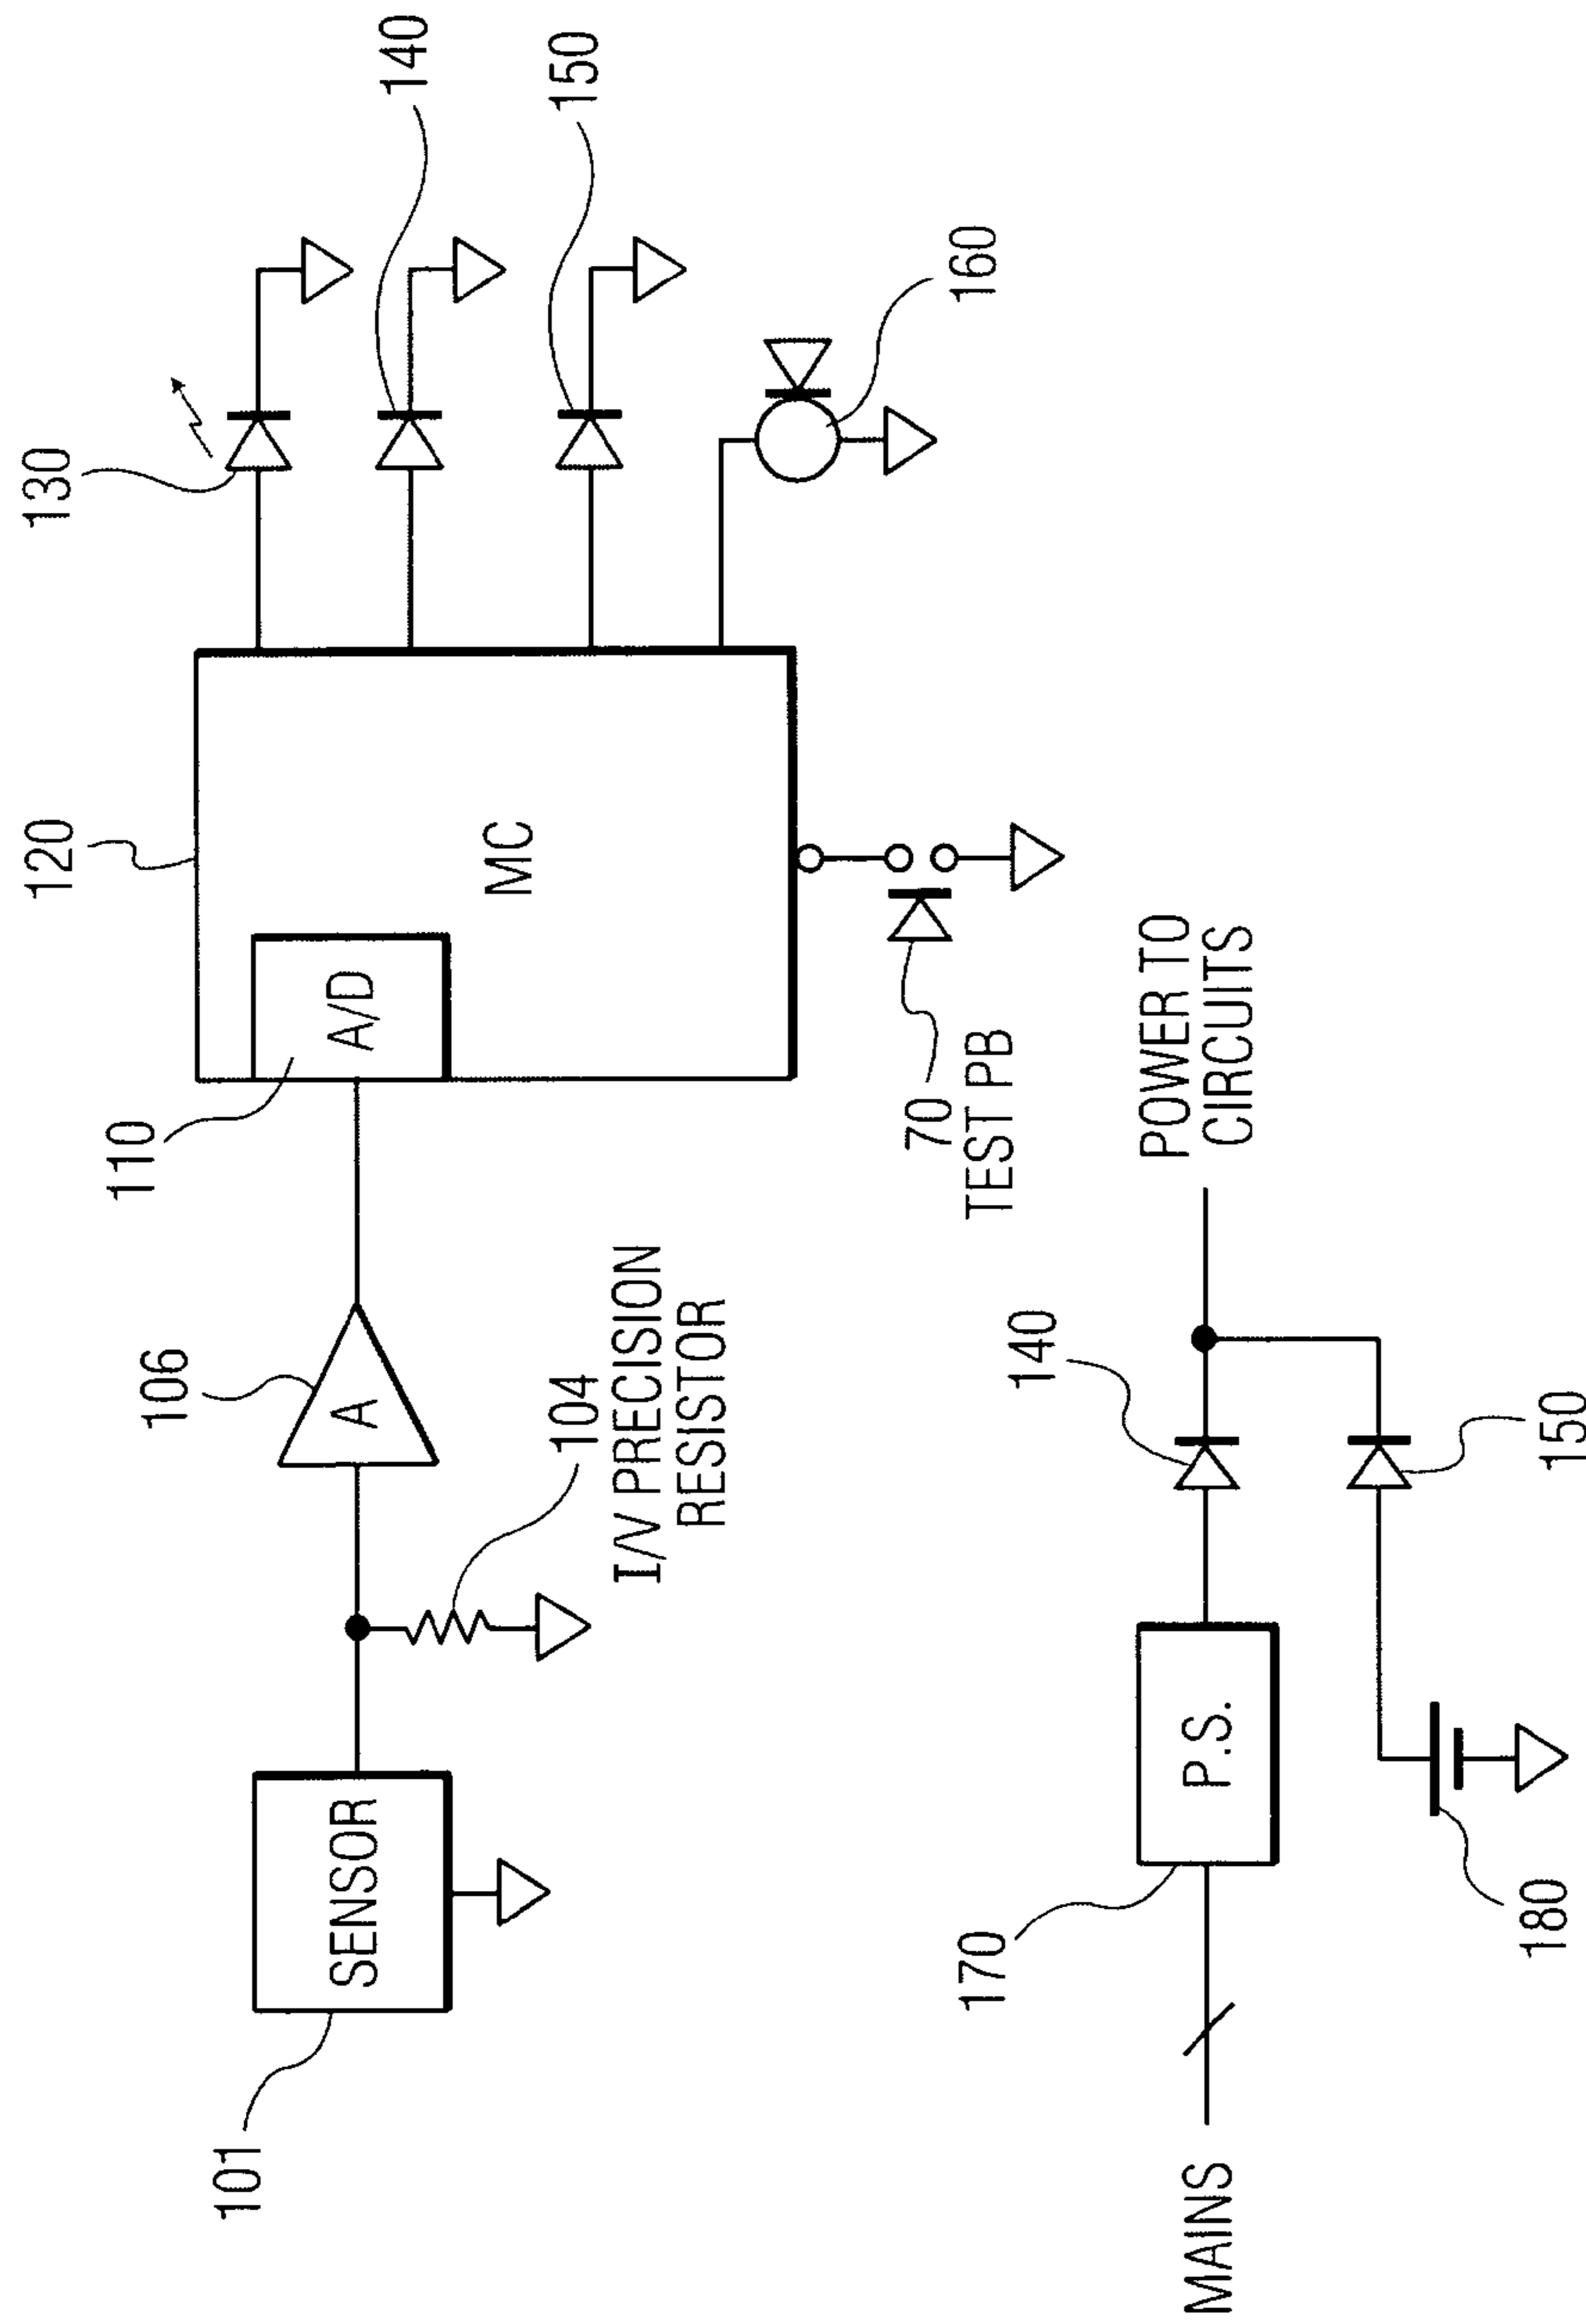 130
140
120
150
110
A/D
106
MC
A
160
SENSOR
104
I/V PRECISION
RESISTOR
101
70
TEST PB
140
POWER TO
CIRCUITS
170
P.S.
MAINS
150
180